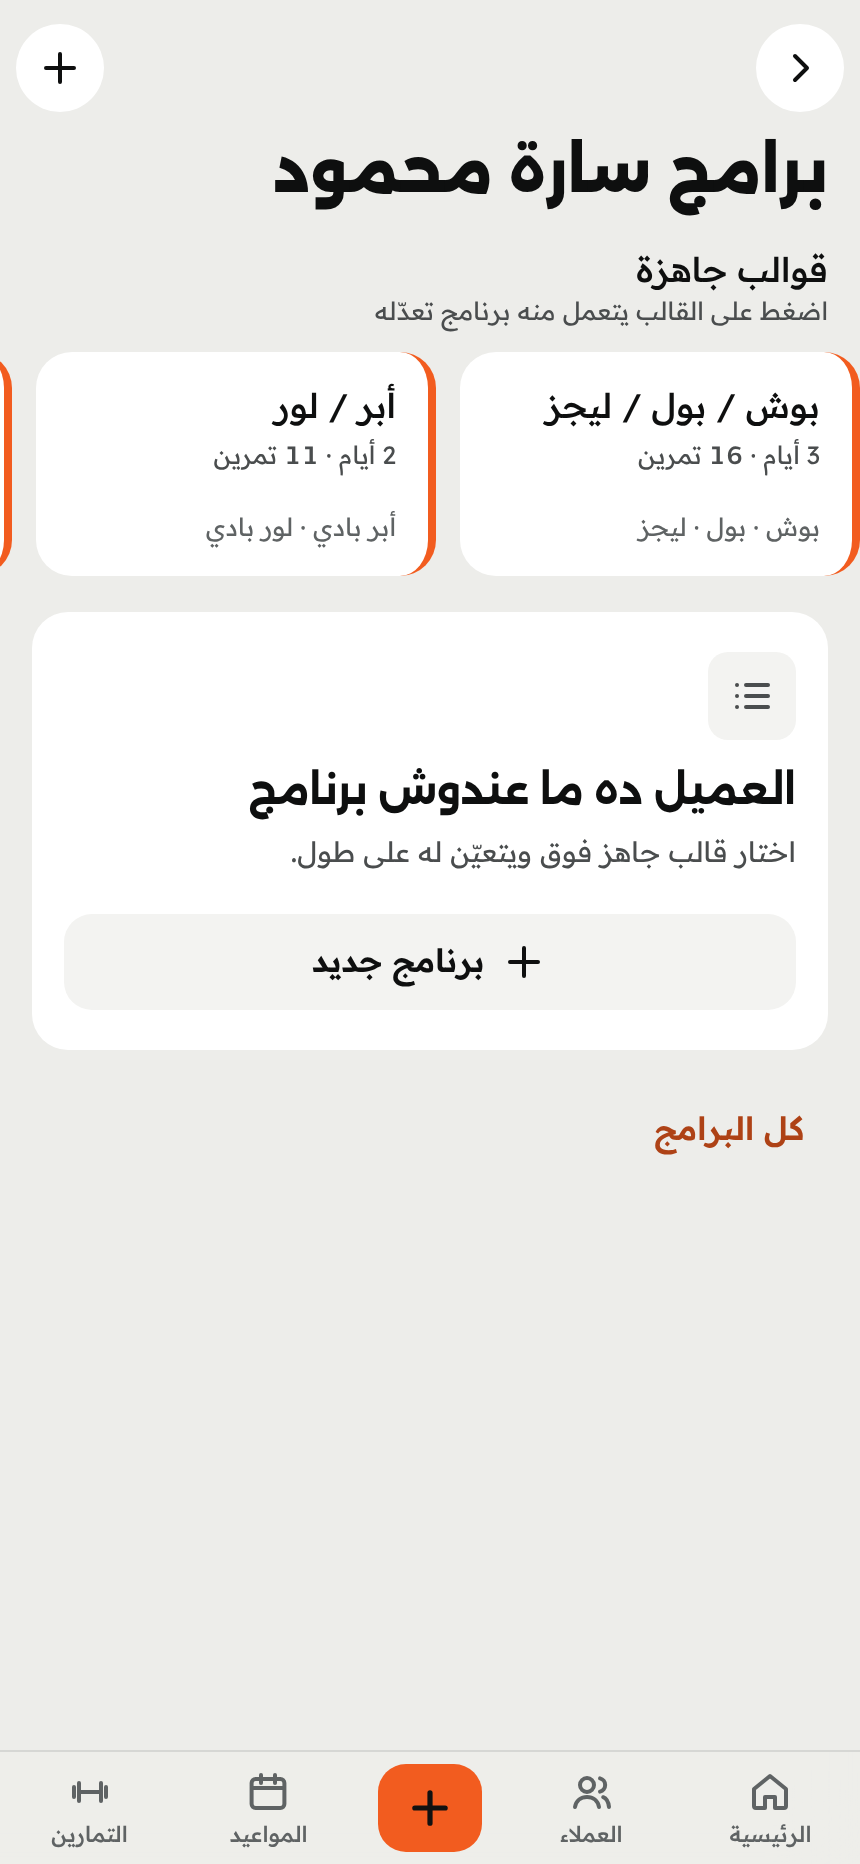 برامج سارة محمود
قوالب جاهزة
اضغط على القالب يتعمل منه برنامج تعدّله
بوش / بول / ليجز
3 أيام · 16 تمرين
بوش · بول · ليجز
أبر / لور
2 أيام · 11 تمرين
أبر بادي · لور بادي
العميل ده ما عندوش برنامج
اختار قالب جاهز فوق ويتعيّن له على طول.
برنامج جديد
كل البرامج
الرئيسية
العملاء
المواعيد
التمارين